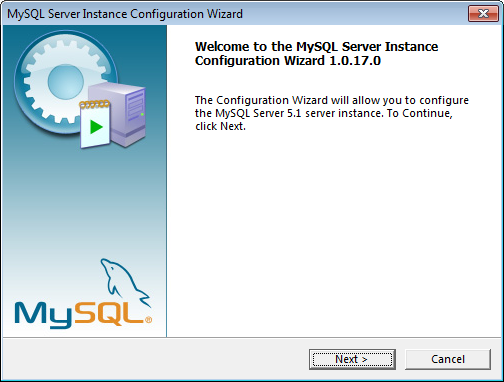 MySQL Server Instance Configuration Wizard
Welcome to the MySQL Server Instance
Configuration Wizard 1.0.17.0
The Configuration Wizard will allow you to configure
the MySQL Server 5.1 server instance. To Continue,
click Next.
MySQL®
Next >
Cancel